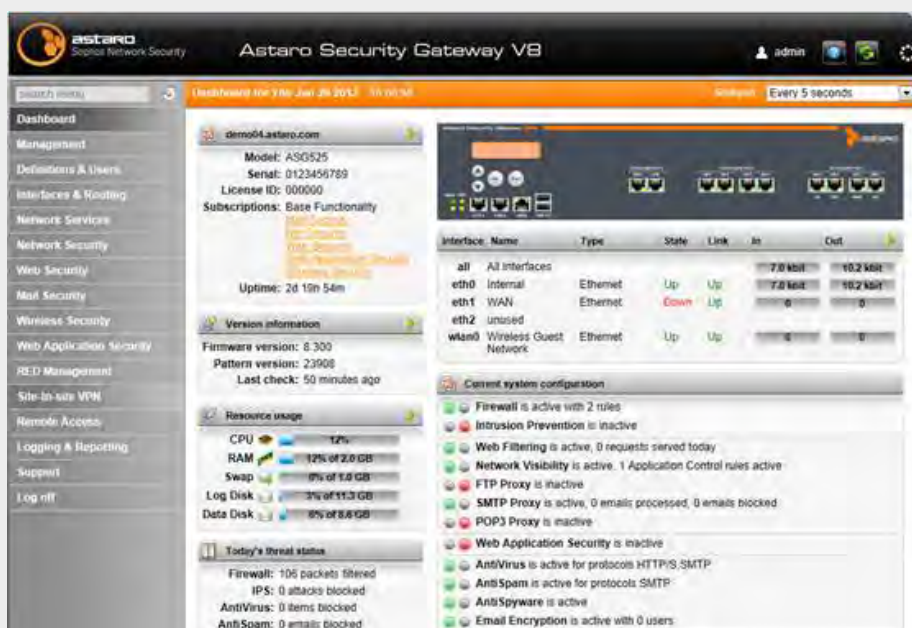 astaro
Sophos Network Security
Astaro Security Gateway V8
admin
search menu
Dashboard for Thu Jan 26 2012
Every 5 seconds
Dashboard
Management
Definitions & Users
Interfaces & Routing
Network Services
Network Security
Web Security
Mail Security
Wireless Security
Web Application Security
RED Management
Site-to-site VPN
Remote Access
Logging & Reporting
Support
Log off
demo04.astaro.com
Model: ASG525
Serial: 0123456789
License ID: 000000
Subscriptions: Base Functionality
Uptime: 2d 19h 54m
Version information
Firmware version: 8.300
Pattern version: 23908
Last check: 50 minutes ago
Resource usage
CPU 12%
RAM 12% of 2.0 GB
Swap 0% of 1.0 GB
Log Disk 3% of 11.3 GB
Data Disk 6% of 8.6 GB
Today's threat status
Firewall: 106 packets filtered
IPS: 0 attacks blocked
AntiVirus: 0 items blocked
AntiSpam: 0 emails blocked
astaro
Interface Name Type State Link In Out
all All Interfaces 7.0 kbit 10.2 kbit
eth0 Internal Ethernet Up Up 7.0 kbit 10.2 kbit
eth1 WAN Ethernet Down Up 0 0
eth2 unused
wlan0 Wireless Guest Ethernet Up Up 0 0
Network
Current system configuration
Firewall is active with 2 rules
Intrusion Prevention is inactive
Web Filtering is active, 0 requests served today
Network Visibility is active, 1 Application Control rules active
FTP Proxy is inactive
SMTP Proxy is active, 0 emails processed, 0 emails blocked
POP3 Proxy is inactive
Web Application Security is inactive
AntiVirus is active for protocols HTTP/S,SMTP
AntiSpam is active for protocols SMTP
AntiSpyware is active
Email Encryption is active with 0 users